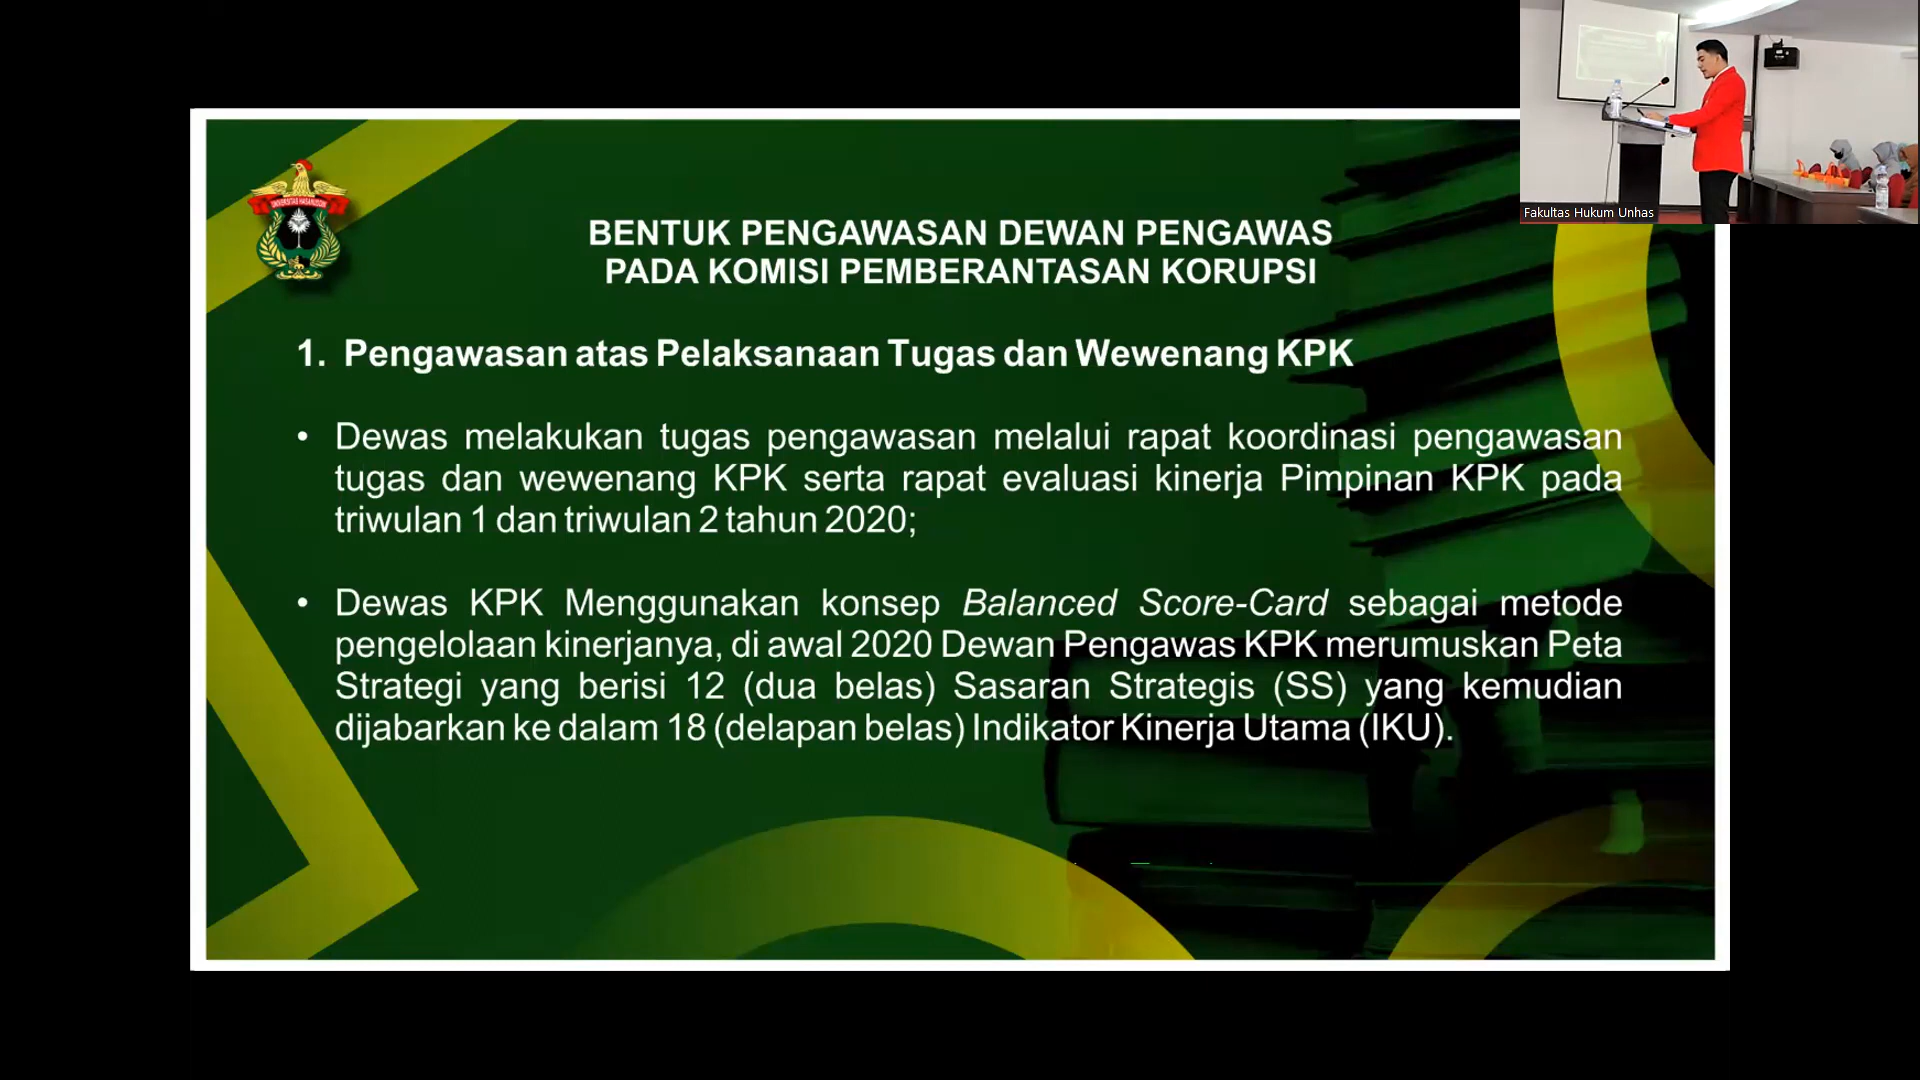 UNIVERSITAS HASANUDDIN
BENTUK PENGAWASAN DEWAN PENGAWAS
PADA KOMISI PEMBERANTASAN KORUPSI
1. Pengawasan atas Pelaksanaan Tugas dan Wewenang KPK
• Dewas melakukan tugas pengawasan melalui rapat koordinasi pengawasan
tugas dan wewenang KPK serta rapat evaluasi kinerja Pimpinan KPK pada
triwulan 1 dan triwulan 2 tahun 2020;
• Dewas KPK Menggunakan konsep Balanced Score-Card sebagai metode
pengelolaan kinerjanya, di awal 2020 Dewan Pengawas KPK merumuskan Peta
Strategi yang berisi 12 (dua belas) Sasaran Strategis (SS) yang kemudian
dijabarkan ke dalam 18 (delapan belas) Indikator Kinerja Utama (IKU).
Fakultas Hukum Unhas